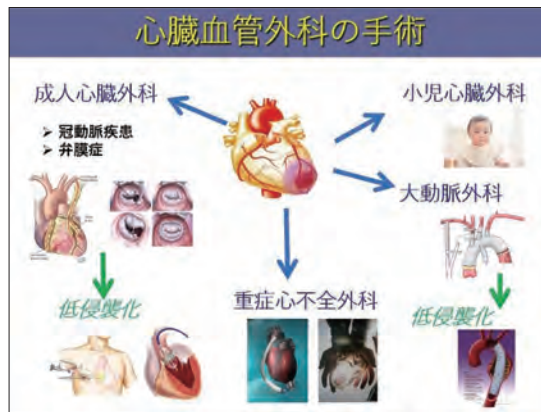 心臓血管外科の手術
成人心臓外科
➤ 冠動脈疾患
➤ 弁膜症
低侵襲化
重症心不全外科
小児心臓外科
大動脈外科
低侵襲化